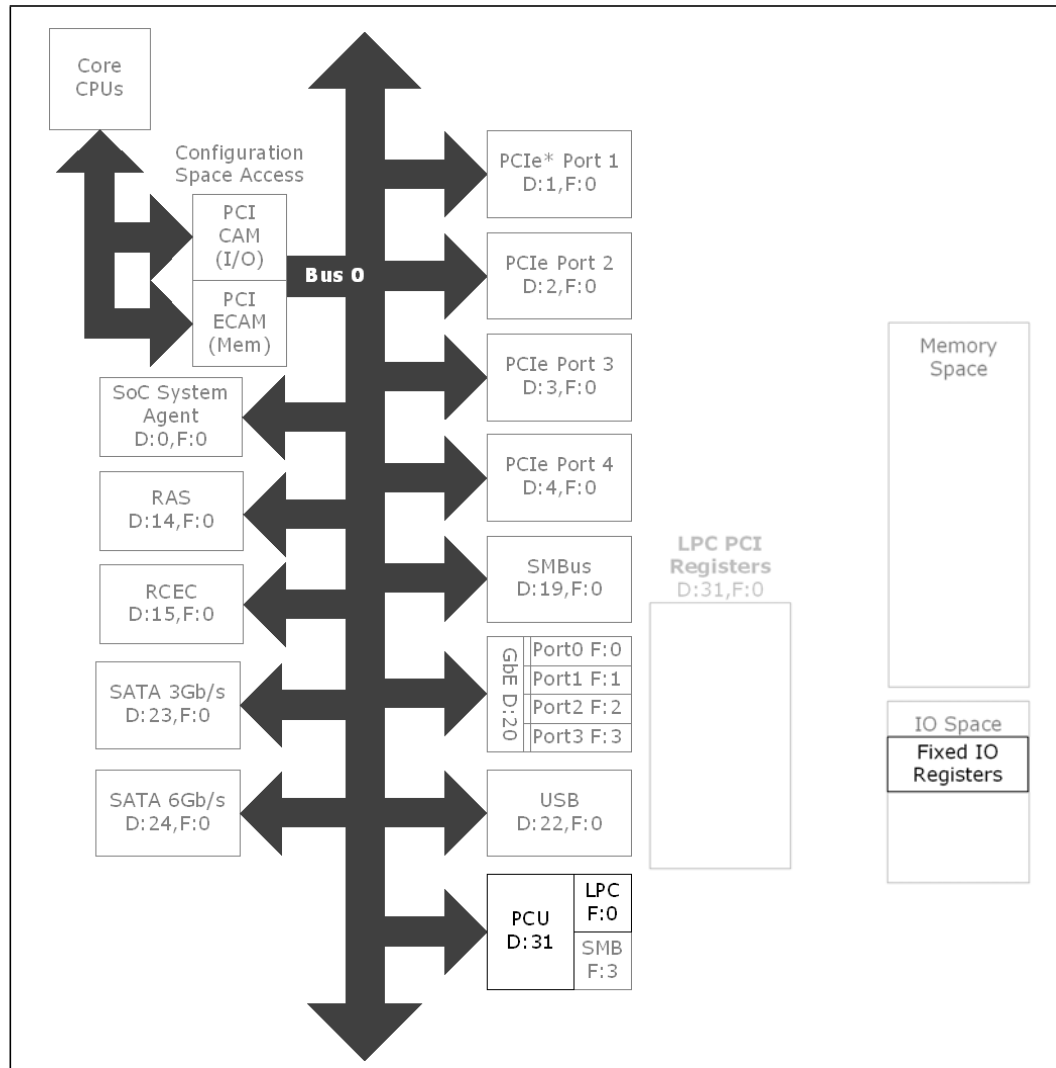 Core
CPUs
Configuration
Space Access
PCI
CAM
(I/O)
PCI
ECAM
(Mem)
Bus 0
SoC System
Agent
D:0,F:0
RAS
D:14,F:0
RCEC
D:15,F:0
SATA 3Gb/s
D:23,F:0
SATA 6Gb/s
D:24,F:0
PCIe* Port 1
D:1,F:0
PCIe Port 2
D:2,F:0
PCIe Port 3
D:3,F:0
PCIe Port 4
D:4,F:0
SMBus
D:19,F:0
GbE D:20
Port0 F:0
Port1 F:1
Port2 F:2
Port3 F:3
USB
D:22,F:0
PCU
D:31
LPC
F:0
SMB
F:3
LPC PCI
Registers
D:31,F:0
Memory
Space
IO Space
Fixed IO
Registers